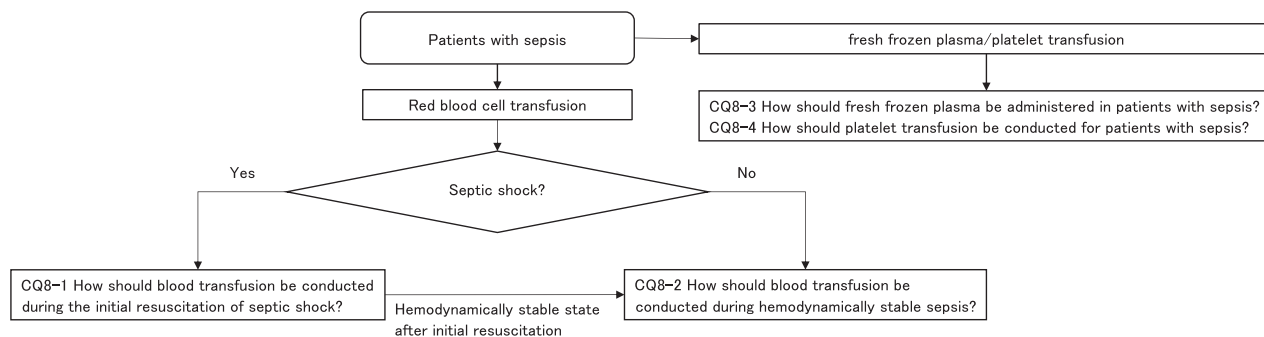 Patients with sepsis
fresh frozen plasma/platelet transfusion
Red blood cell transfusion
CQ8-3 How should fresh frozen plasma be administered in patients with sepsis?
CQ8-4 How should platelet transfusion be conducted for patients with sepsis?
Yes
Septic shock?
No
CQ8-1 How should blood transfusion be conducted
during the initial resuscitation of septic shock?
Hemodynamically stable state
after initial resuscitation
CQ8-2 How should blood transfusion be
conducted during hemodynamically stable sepsis?